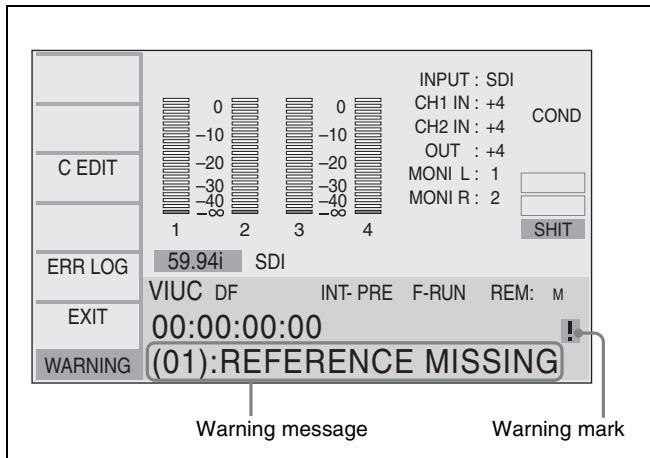 INPUT : SDI
CH1 IN : +4
CH2 IN : +4
OUT : +4
MONI L : 1
MONI R : 2
COND
SHIT
0
–10
–20
–30
–40
–∞
0
–10
–20
–30
–40
–∞
1 2 3 4
59.94i SDI
C EDIT
ERR LOG
EXIT
WARNING
VIUC DF INT- PRE F-RUN REM: M
00:00:00:00 !
(01):REFERENCE MISSING
Warning message Warning mark